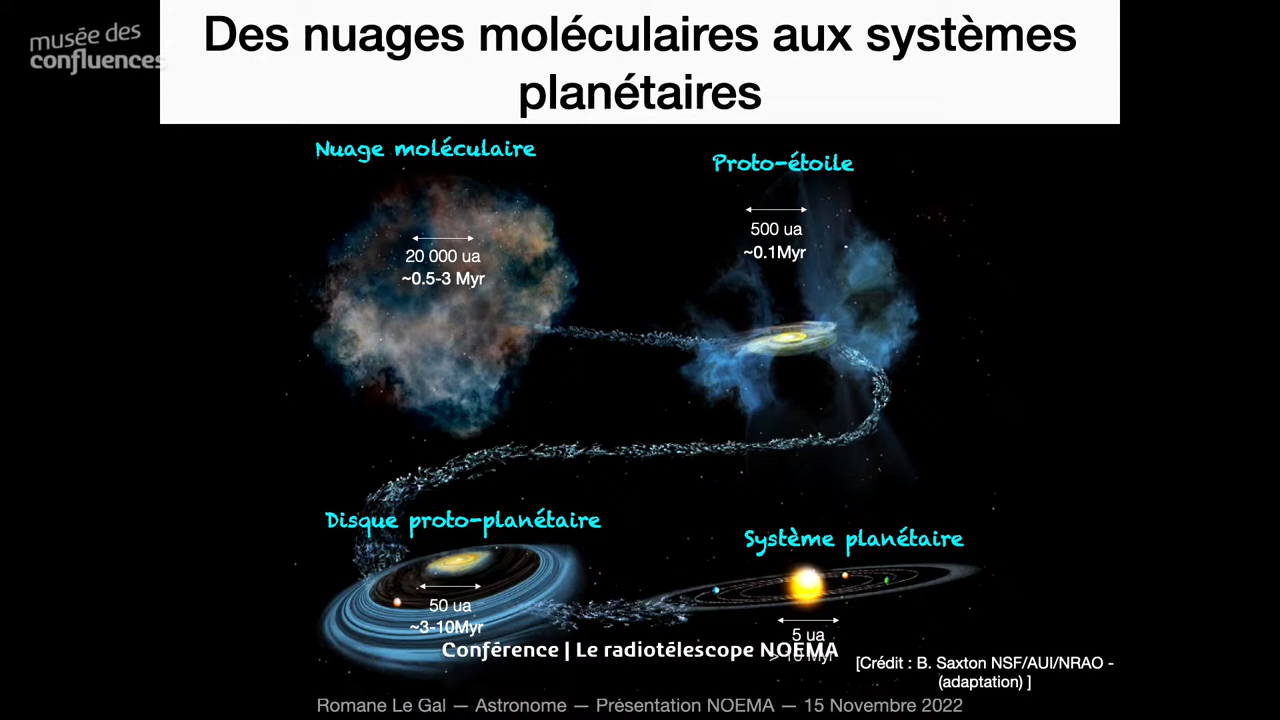 musée des
confluences
Des nuages moléculaires aux systèmes
planétaires
Nuage moléculaire
20 000 ua
~0.5-3 Myr
Proto-étoile
500 ua
~0.1Myr
Disque proto-planétaire
50 ua
~3-10Myr
Système planétaire
5 ua
> 10 Myr
Conférence | Le radiotélescope NOEMA
[Crédit : B. Saxton NSF/AUI/NRAO -
(adaptation) ]
Romane Le Gal — Astronome — Présentation NOEMA — 15 Novembre 2022